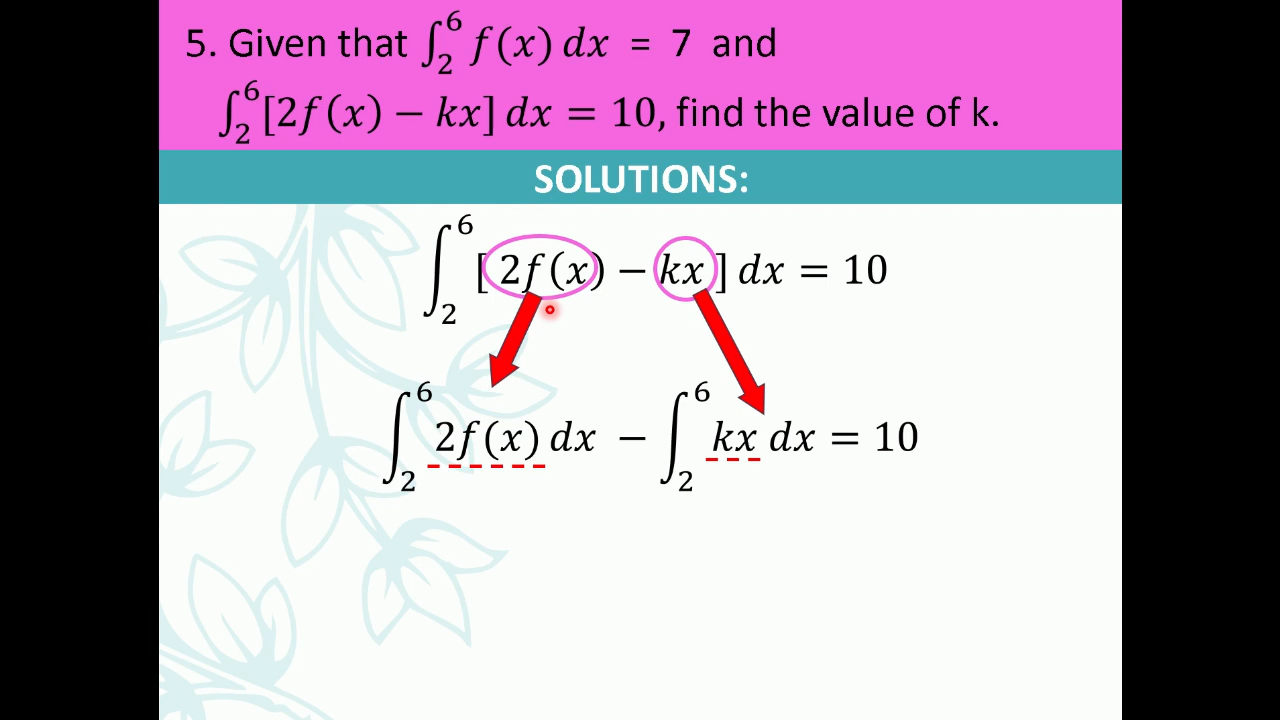 5. Given that ∫₂⁶ f(x) dx = 7 and
∫₂⁶ [2f(x) − kx] dx = 10, find the value of k.
SOLUTIONS:
∫₂⁶ [ 2f(x) − kx ] dx = 10
∫₂⁶ 2f(x) dx − ∫₂⁶ kx dx = 10